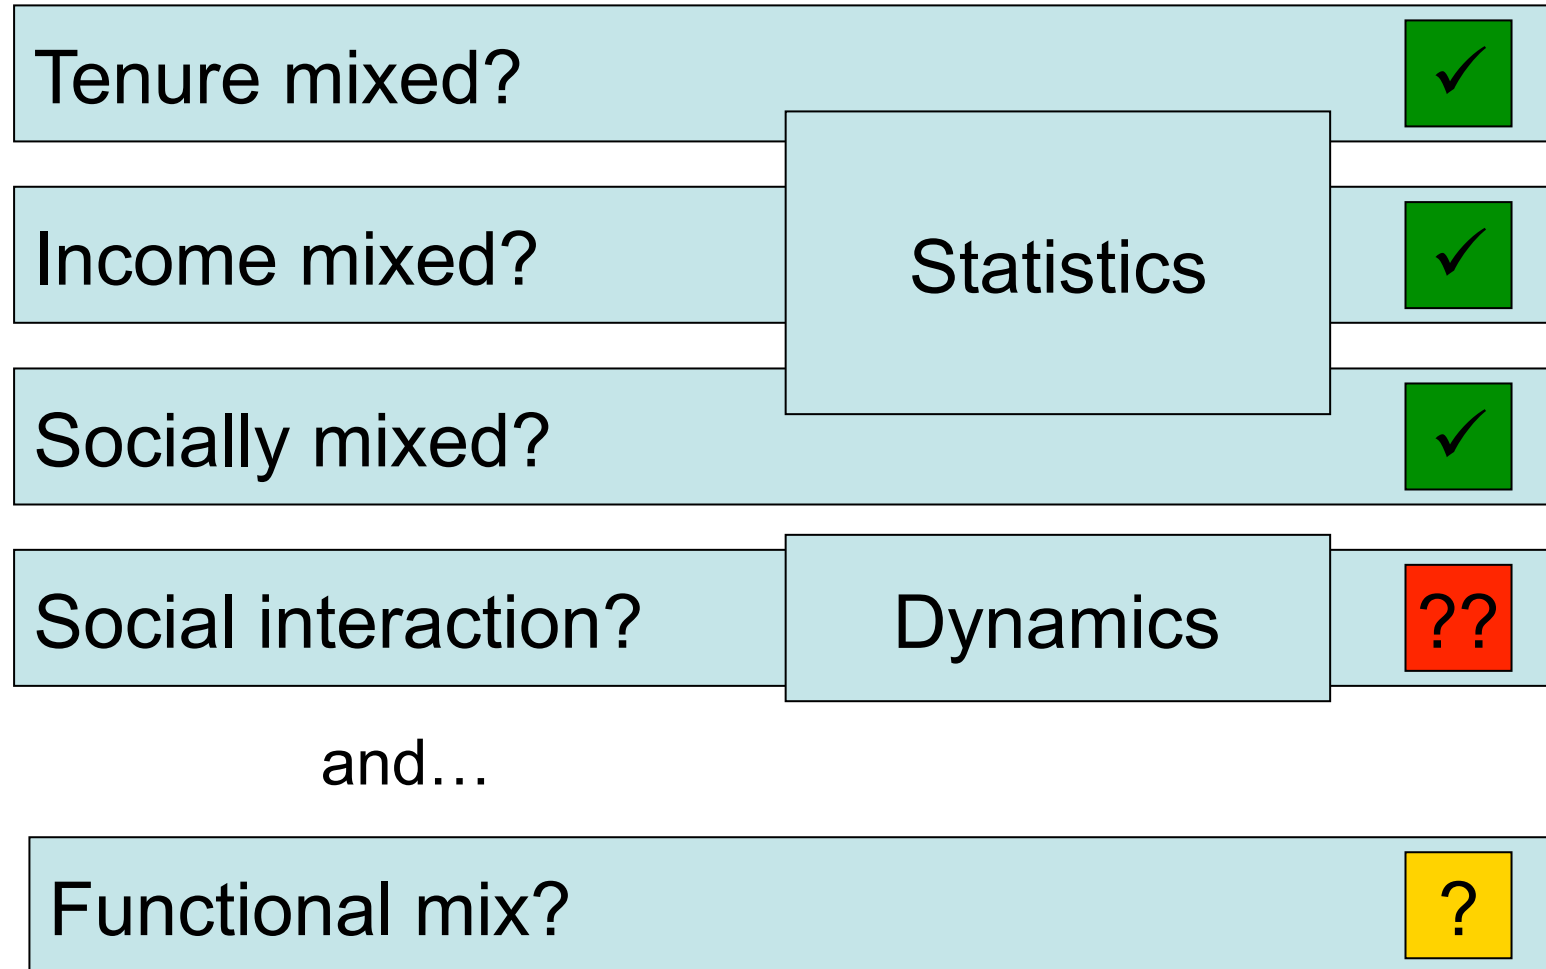 Tenure mixed? ✓
Income mixed? Statistics ✓
Socially mixed? ✓
Social interaction? Dynamics ??
and…
Functional mix? ?